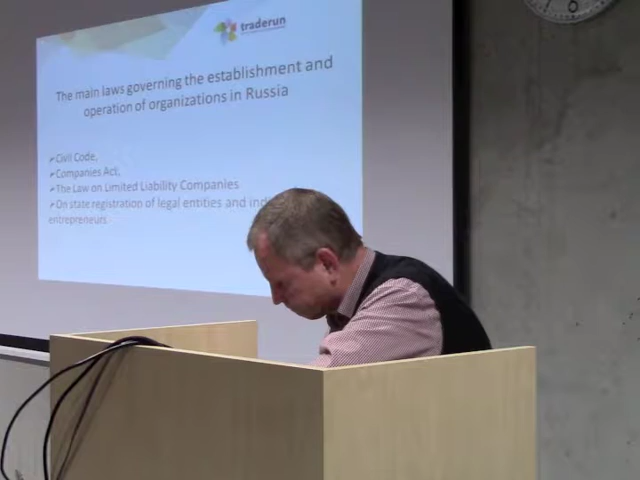 traderun
The main laws governing the establishment and
operation of organizations in Russia
➢Civil Code,
➢Companies Act,
➢The Law on Limited Liability Companies
➢On state registration of legal entities and
entrepreneurs
6